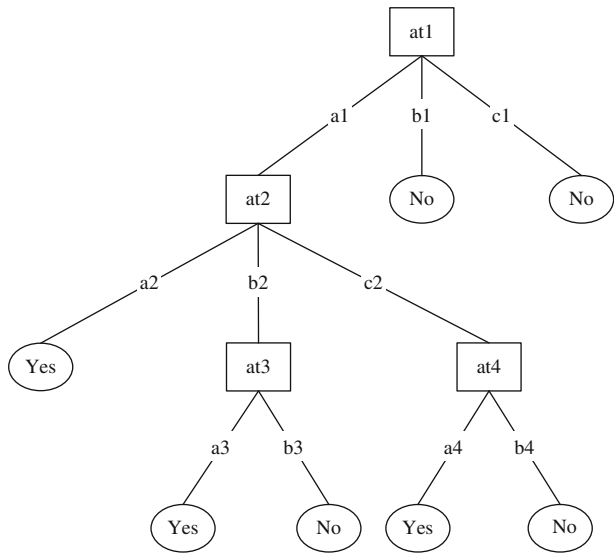 at1
a1 b1 c1
at2 No No
a2 b2 c2
Yes at3 at4
a3 b3 a4 b4
Yes No Yes No